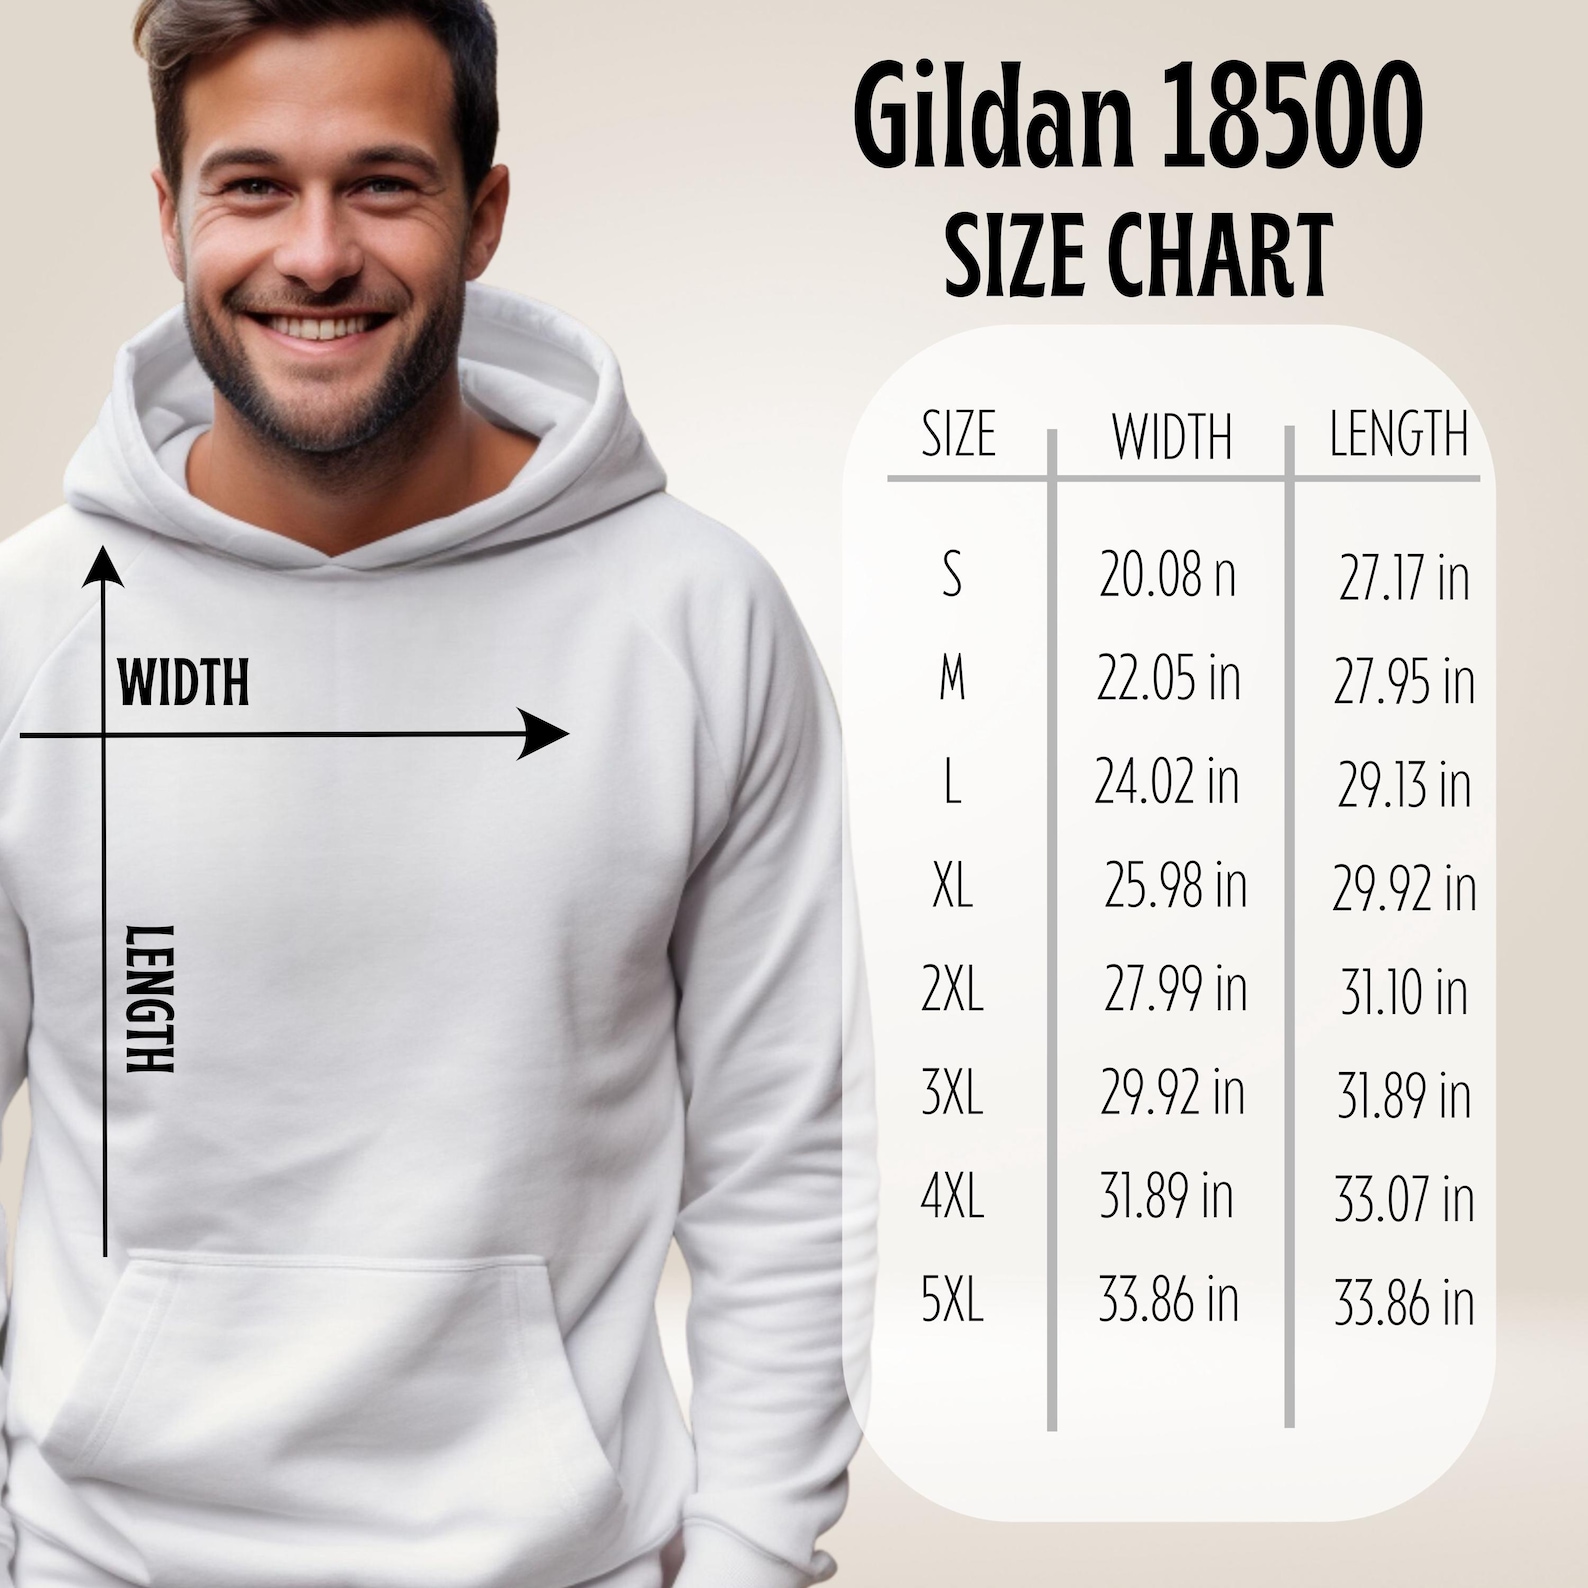 Gildan 18500
SIZE CHART
SIZE WIDTH LENGTH
S 20.08 n 27.17 in
M 22.05 in 27.95 in
L 24.02 in 29.13 in
XL 25.98 in 29.92 in
2XL 27.99 in 31.10 in
3XL 29.92 in 31.89 in
4XL 31.89 in 33.07 in
5XL 33.86 in 33.86 in
WIDTH
LENGTH